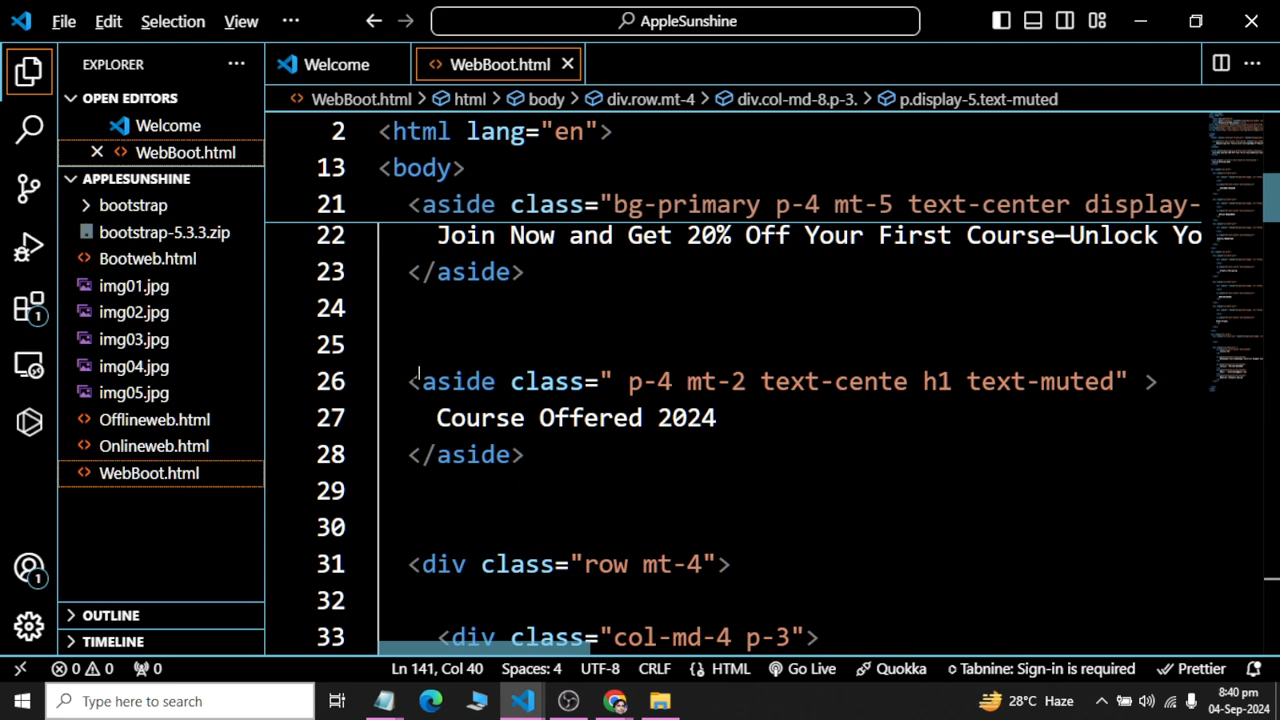 File Edit Selection View ··· AppleSunshine
EXPLORER ··· Welcome WebBoot.html ···
OPEN EDITORS WebBoot.html html body div.row.mt-4 div.col-md-8.p-3. p.display-5.text-muted
Welcome
WebBoot.html
APPLESUNSHINE
bootstrap
bootstrap-5.3.3.zip
Bootweb.html
img01.jpg
img02.jpg
img03.jpg
img04.jpg
img05.jpg
Offlineweb.html
Onlineweb.html
WebBoot.html
OUTLINE
TIMELINE
1
1
2 <html lang="en">
13 <body>
21 <aside class="bg-primary p-4 mt-5 text-center display-
22 Join and Get 20% Off Your First Course—Unlock Yo
23 </aside>
24
25
26 <aside class=" p-4 mt-2 text-cente h1 text-muted" >
27 Course Offered 2024
28 </aside>
29
30
31 <div class="row mt-4">
32
33 <div class="col-md-4 p-3">
0 0 0 Ln 141, Col 40 Spaces: 4 UTF-8 CRLF HTML Go Live Quokka Tabnine: Sign-in is required Prettier
Type here to search 28°C Haze 8:40 pm
04-Sep-2024